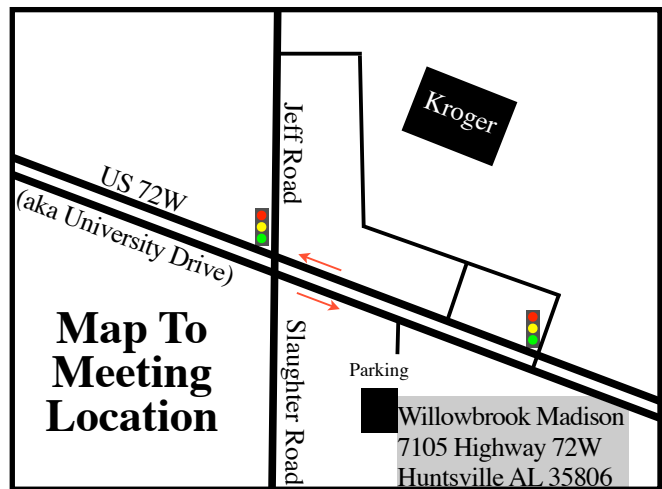 Kroger
Jeff Road
US 72W
(aka University Drive)
Map To
Meeting
Location
Slaughter Road
Parking
Willowbrook Madison
7105 Highway 72W
Huntsville AL 35806